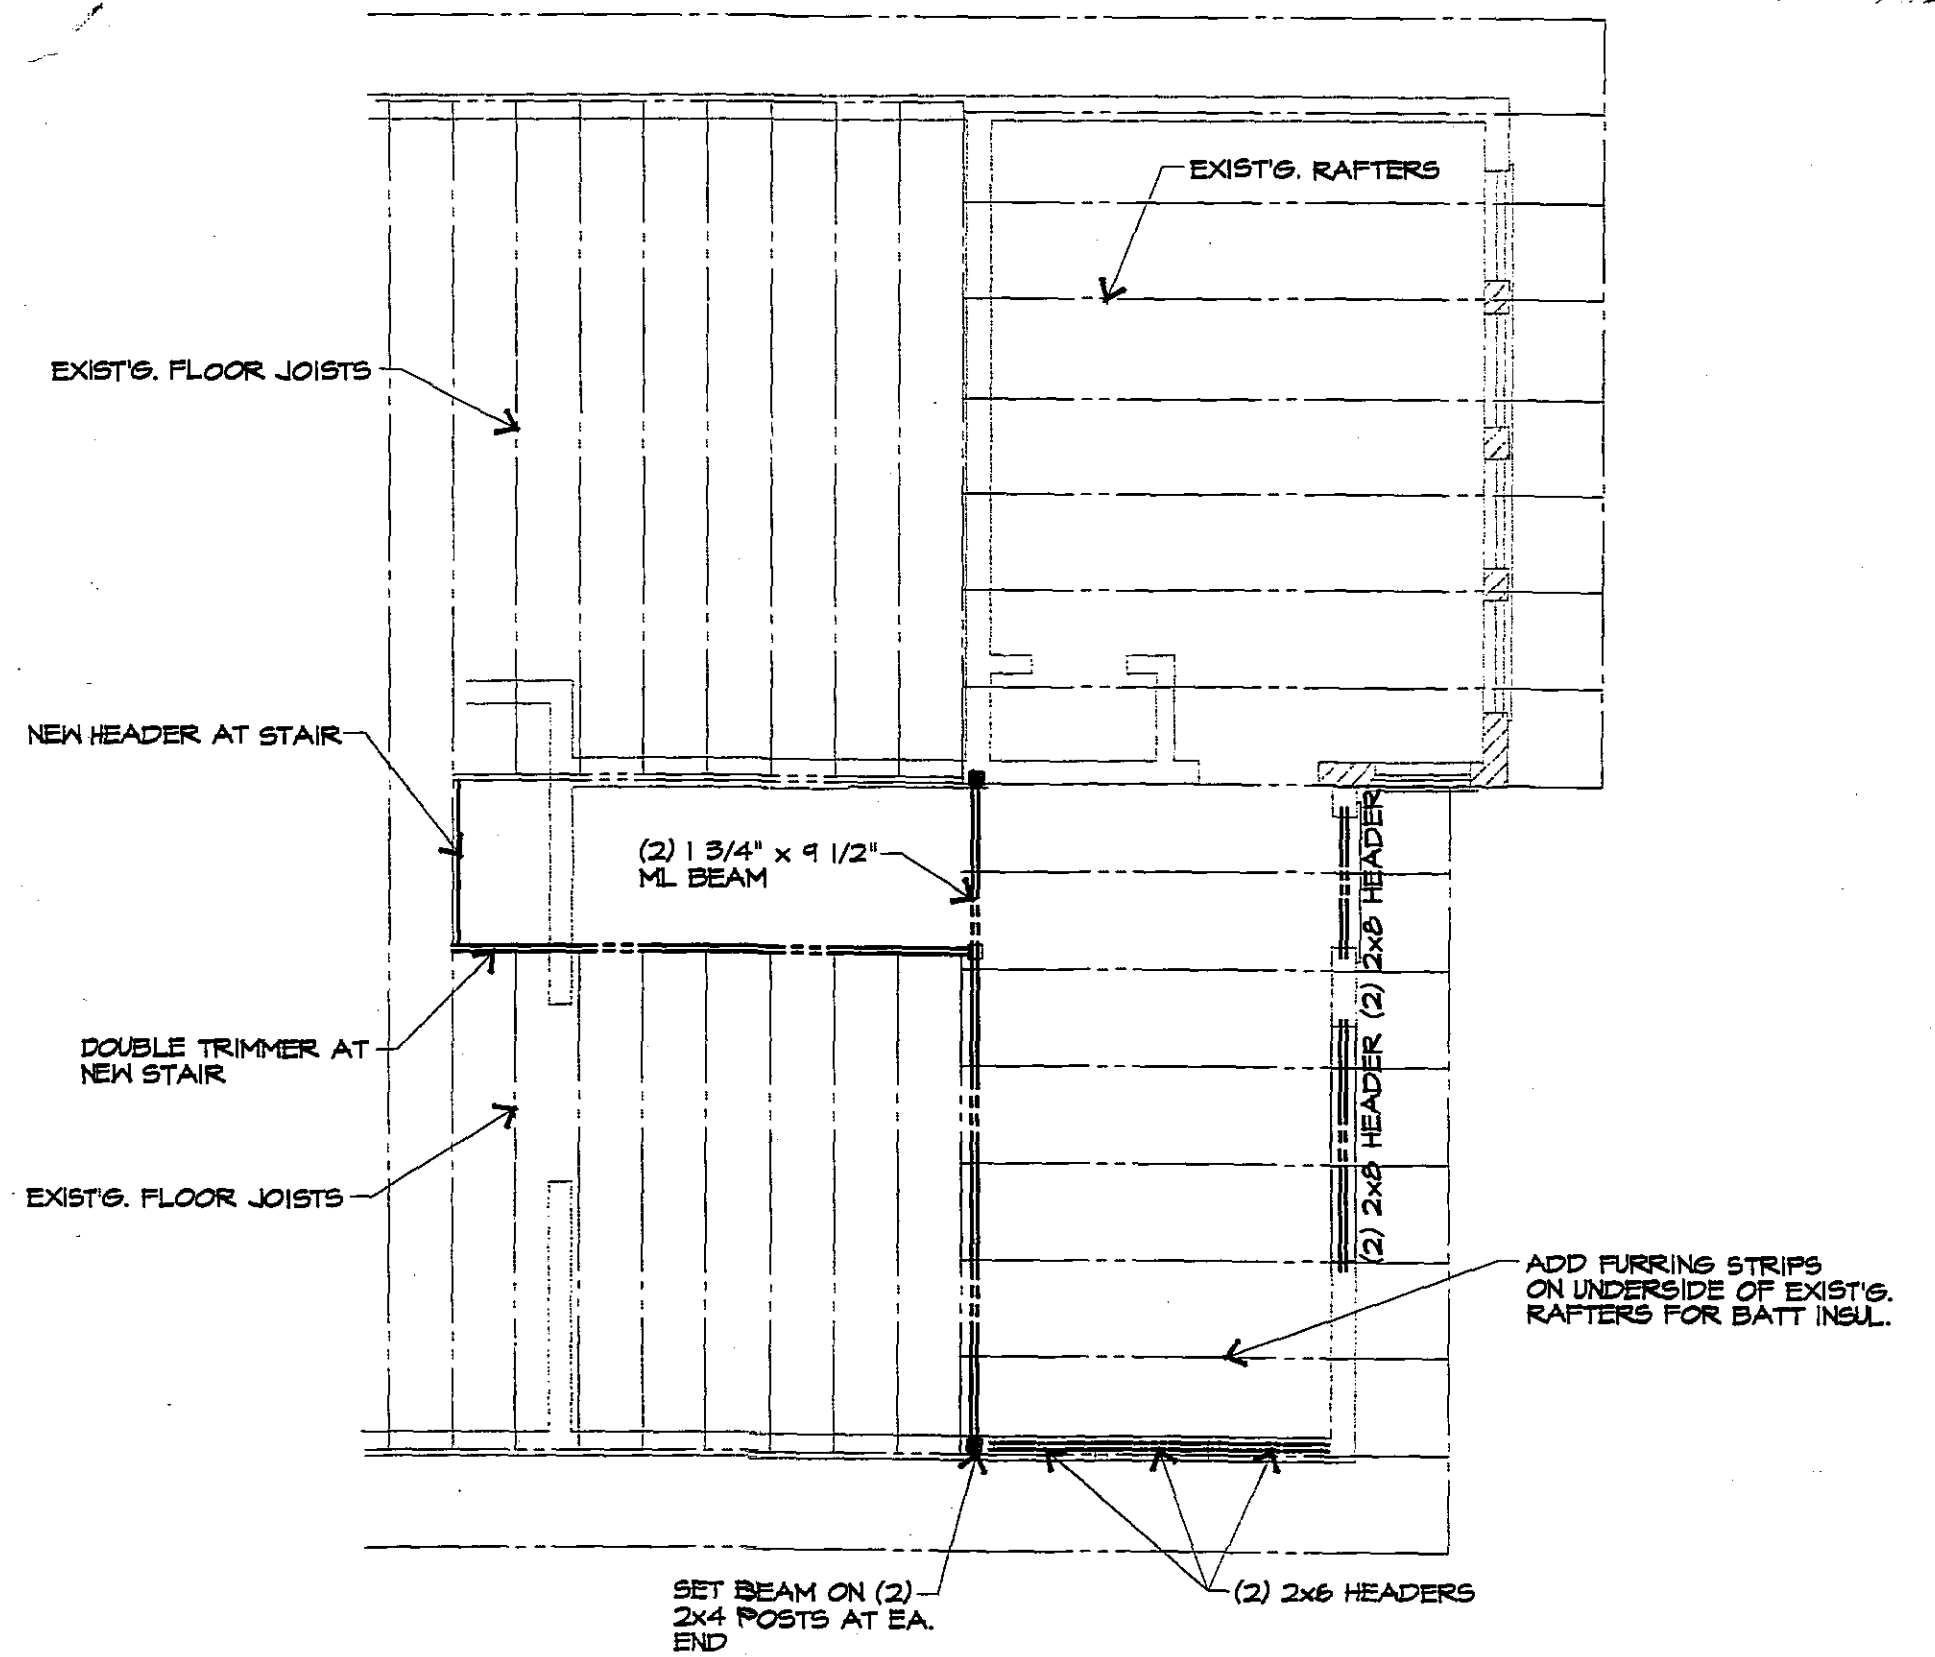 EXIST'G. RAFTERS
EXIST'G. FLOOR JOISTS
NEW HEADER AT STAIR
(2) 1 3/4" x 9 1/2"
ML BEAM
(2) 2x8 HEADER
(2) 2x8 HEADER
DOUBLE TRIMMER AT
NEW STAIR
EXIST'G. FLOOR JOISTS
ADD FURRING STRIPS
ON UNDERSIDE OF EXIST'G.
RAFTERS FOR BATT INSUL.
SET BEAM ON (2)
2x4 POSTS AT EA.
END
(2) 2x6 HEADERS